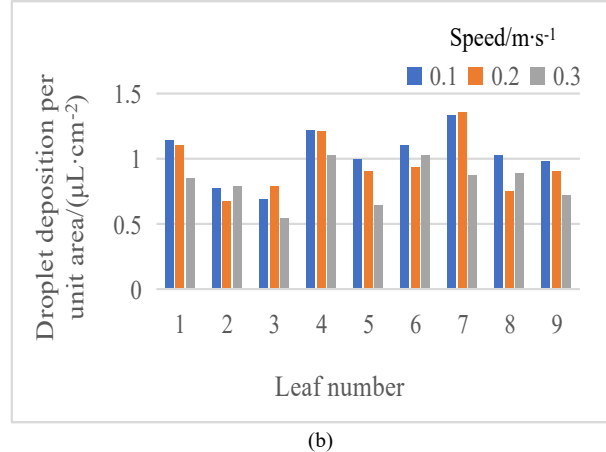 Speed/m·s⁻¹
0.1 0.2 0.3
Droplet deposition per
unit area/(μL·cm⁻²)
1.5
1
0.5
0
1 2 3 4 5 6 7 8 9
Leaf number
(b)